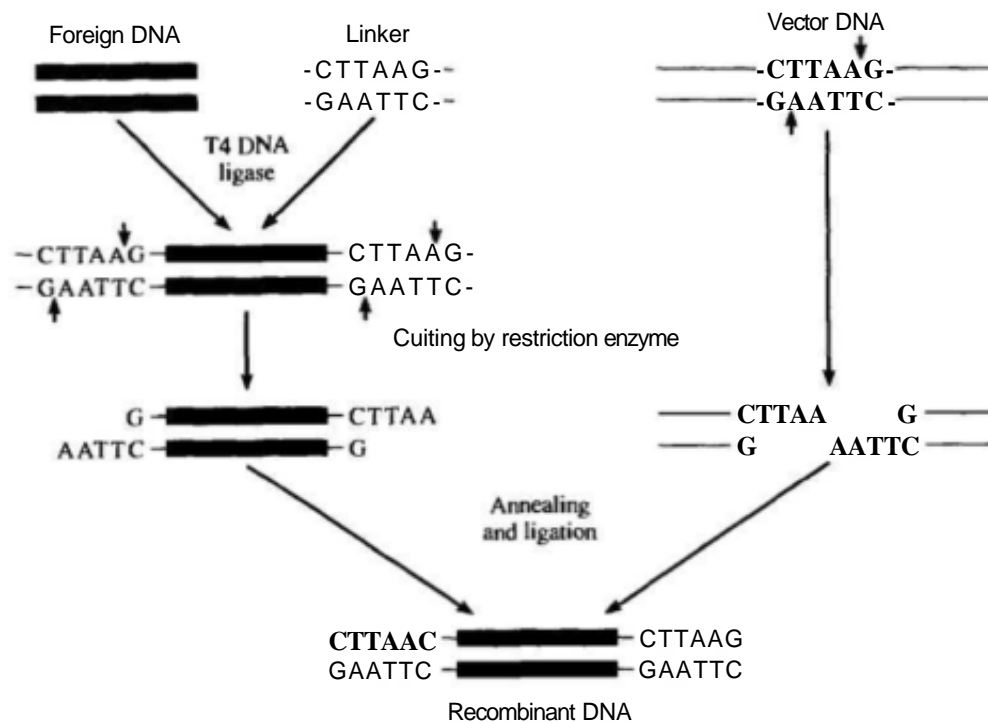 Foreign DNA
Linker
Vector DNA
-CTTAAG-
-GAATTC-
-CTTAAG-
-GAATTC-
T4 DNA
ligase
CTTAAG
CTTAAG-
GAATTC
GAATTC-
Cuiting by restriction enzyme
G
CTTAA
AATTC
G
CTTAA
G
G
AATTC
Annealing
and ligation
CTTAAC
CTTAAG
GAATTC
GAATTC
Recombinant DNA